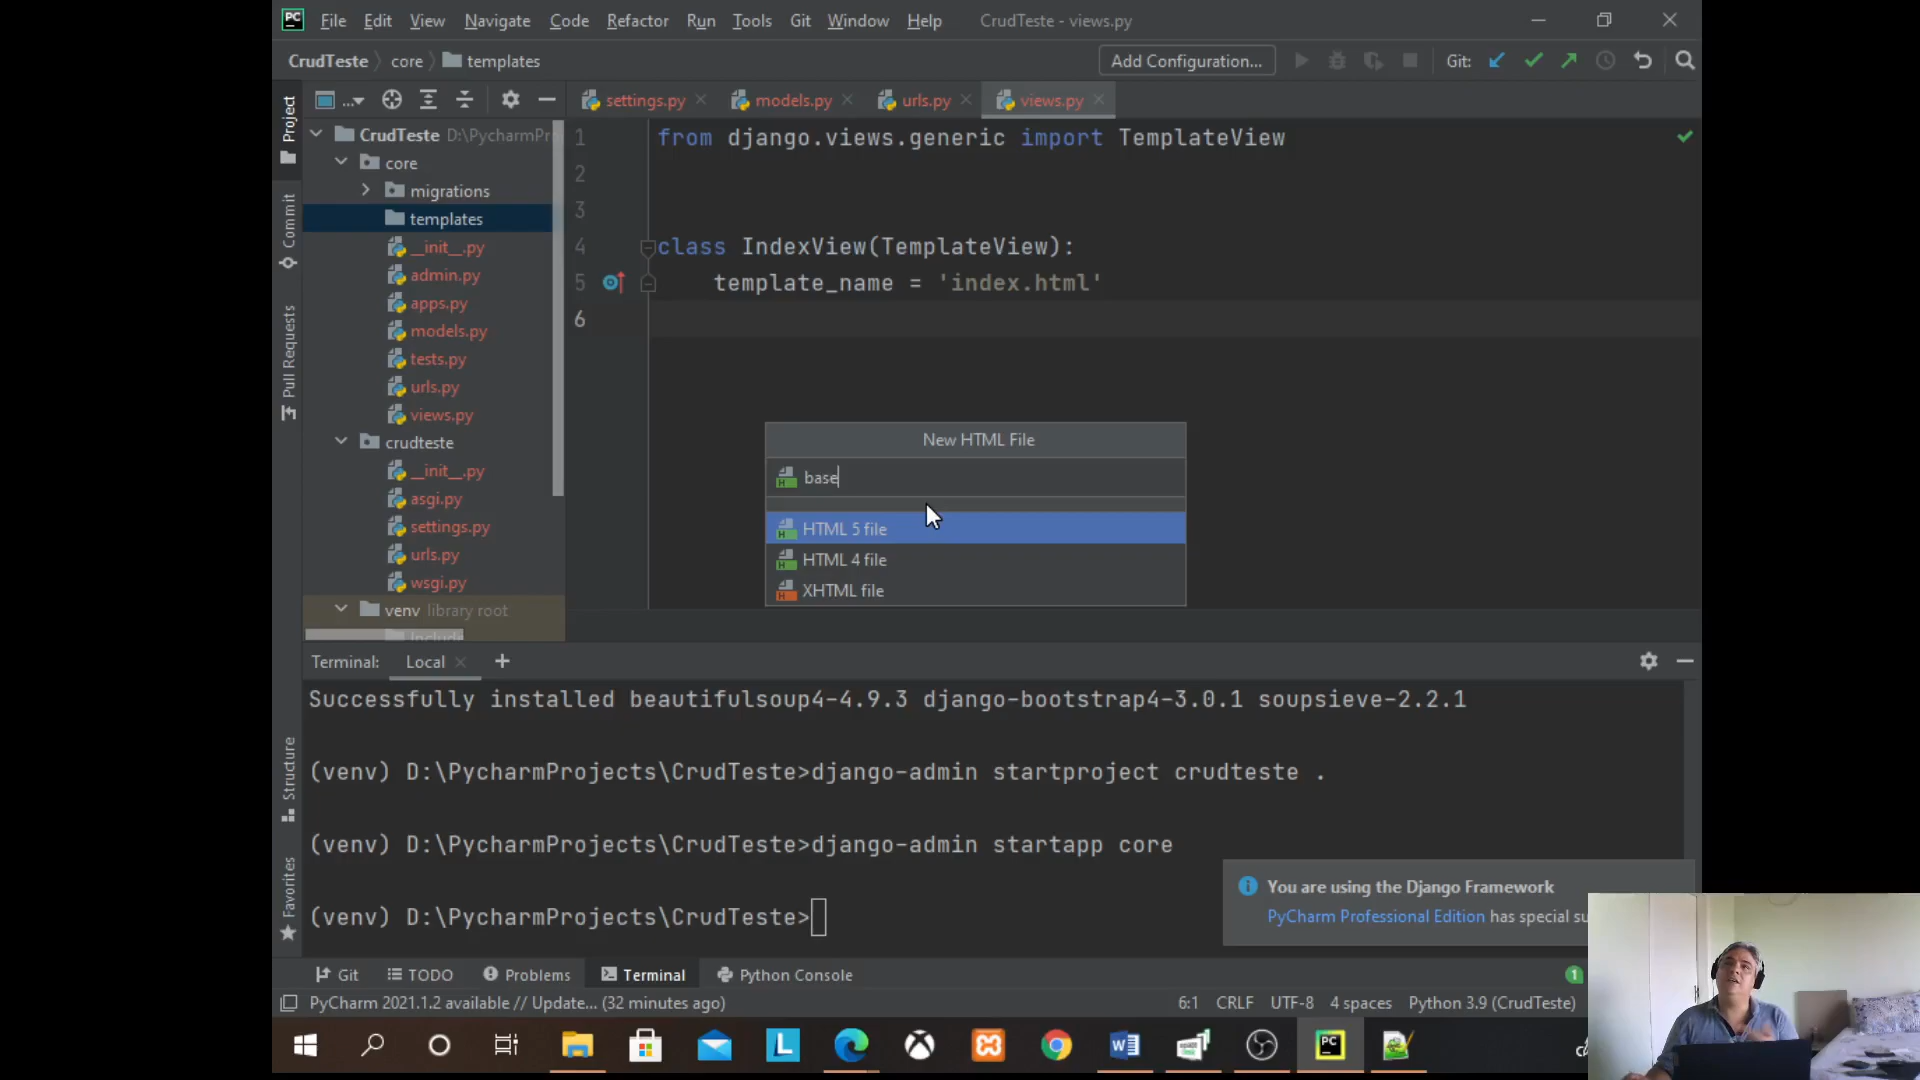 PC File Edit View Navigate Code Refactor Run Tools Git Window Help CrudTeste - views.py
CrudTeste core templates Add Configuration... Git:
Project
... settings.py models.py urls.py views.py
CrudTeste D:\PycharmPr
core
migrations
templates
__init__.py
admin.py
apps.py
models.py
tests.py
urls.py
views.py
crudteste
__init__.py
asgi.py
settings.py
urls.py
wsgi.py
venv library root
Include
Commit
Pull Requests
Structure
Favorites
1 from django.views.generic import TemplateView
2
3
4 class IndexView(TemplateView):
5 template_name = 'index.html'
6
New HTML File
base
HTML 5 file
HTML 4 file
XHTML file
Terminal: Local +
Successfully installed beautifulsoup4-4.9.3 django-bootstrap4-3.0.1 soupsieve-2.2.1
(venv) D:\PycharmProjects\CrudTeste>django-admin startproject crudteste .
(venv) D:\PycharmProjects\CrudTeste>django-admin startapp core
(venv) D:\PycharmProjects\CrudTeste>
You are using the Django Framework
PyCharm Professional Edition has special su
Git TODO Problems Terminal Python Console 1
PyCharm 2021.1.2 available // Update... (32 minutes ago) 6:1 CRLF UTF-8 4 spaces Python 3.9 (CrudTeste)
L W PC